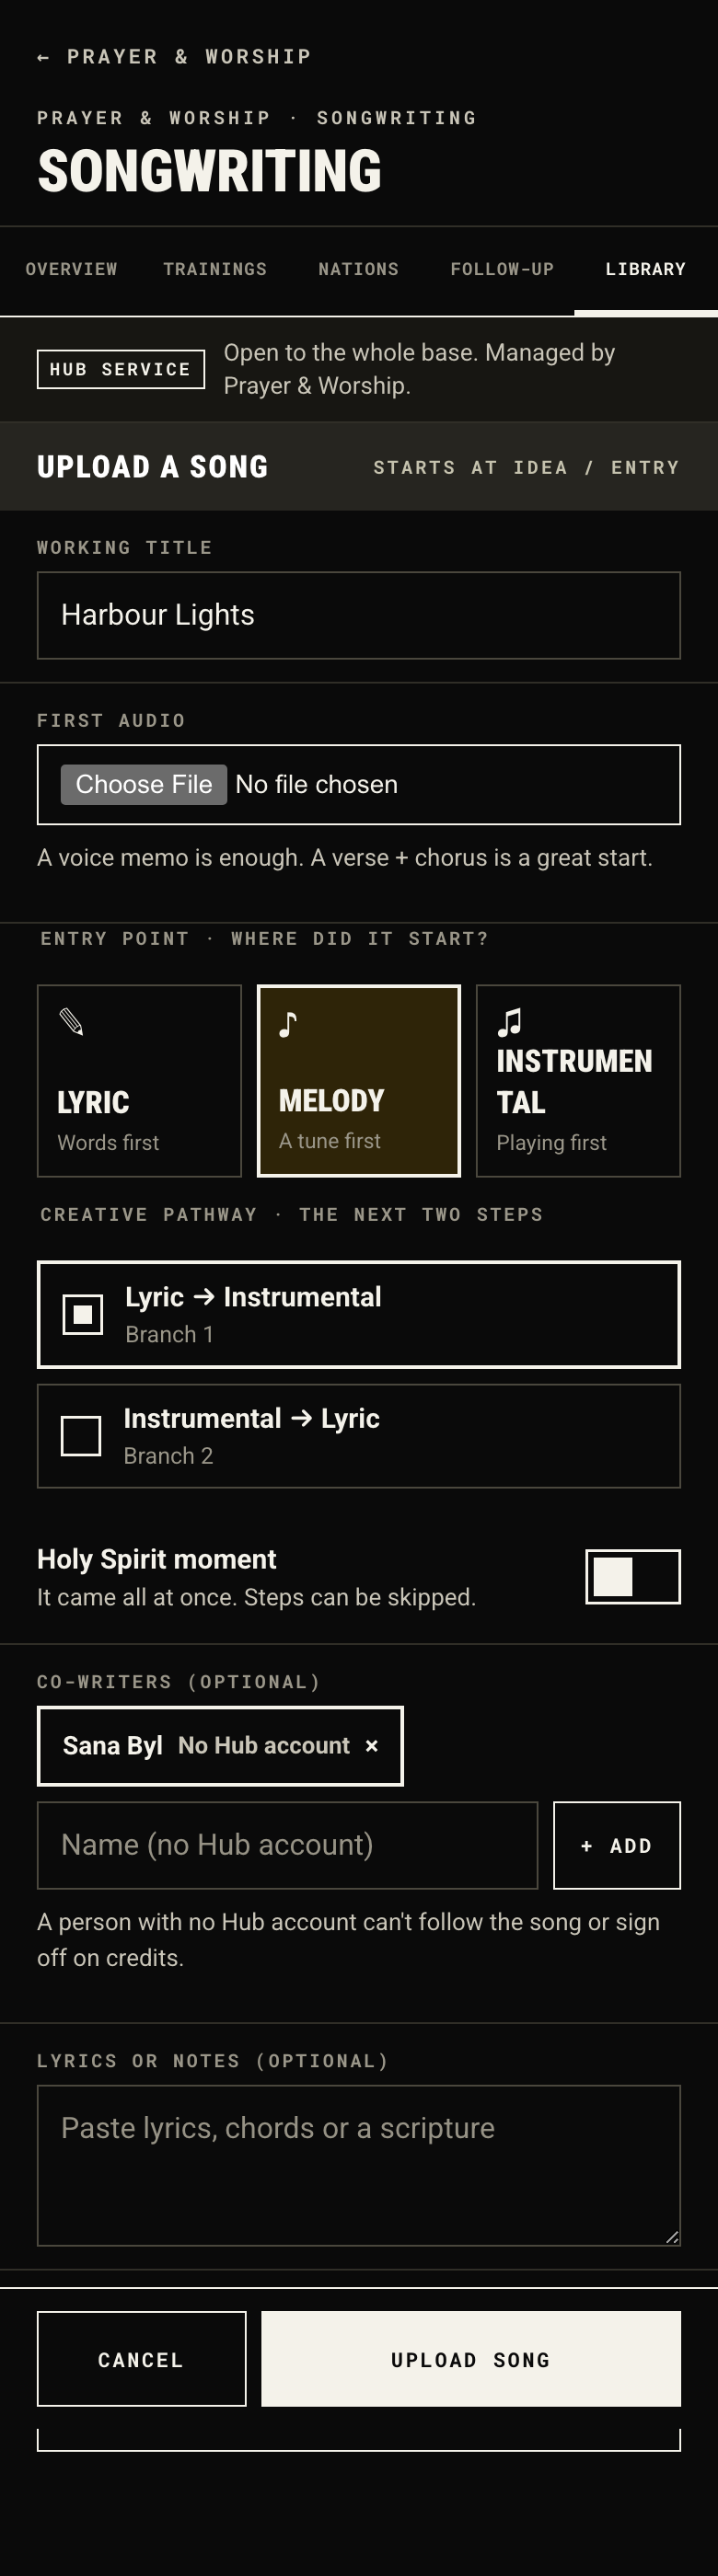 ← PRAYER & WORSHIP
PRAYER & WORSHIP · SONGWRITING
SONGWRITING
OVERVIEW TRAININGS NATIONS FOLLOW-UP LIBRARY
HUB SERVICE
Open to the whole base. Managed by
Prayer & Worship.
UPLOAD A SONG
STARTS AT IDEA / ENTRY
WORKING TITLE
Harbour Lights
FIRST AUDIO
Choose File No file chosen
A voice memo is enough. A verse + chorus is a great start.
ENTRY POINT · WHERE DID IT START?
LYRIC
Words first
MELODY
A tune first
INSTRUMEN
TAL
Playing first
CREATIVE PATHWAY · THE NEXT TWO STEPS
Lyric → Instrumental
Branch 1
Instrumental → Lyric
Branch 2
Holy Spirit moment
It came all at once. Steps can be skipped.
CO-WRITERS (OPTIONAL)
Sana Byl No Hub account ×
Name (no Hub account)
+ ADD
A person with no Hub account can't follow the song or sign
off on credits.
LYRICS OR NOTES (OPTIONAL)
Paste lyrics, chords or a scripture
CANCEL
UPLOAD SONG